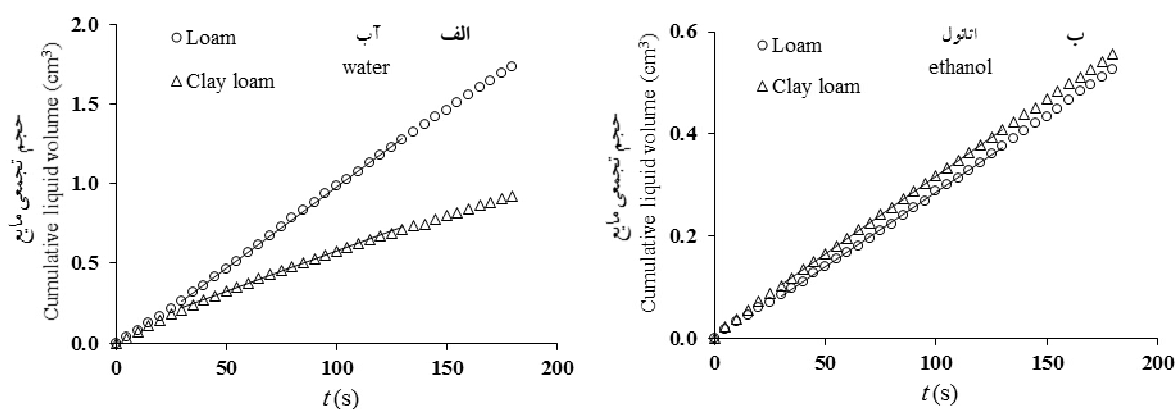 الف
آب
water
Loam
Clay loam
2.0
1.5
1.0
0.5
0.0
0
50
100
150
200
t (s)
حجم تجمعی مایع
Cumulative liquid volume (cm³)
ب
اتانول
ethanol
Loam
Clay loam
0.6
0.4
0.2
0.0
0
50
100
150
200
t (s)
حجم تجمعی مایع
Cumulative liquid volume (cm³)